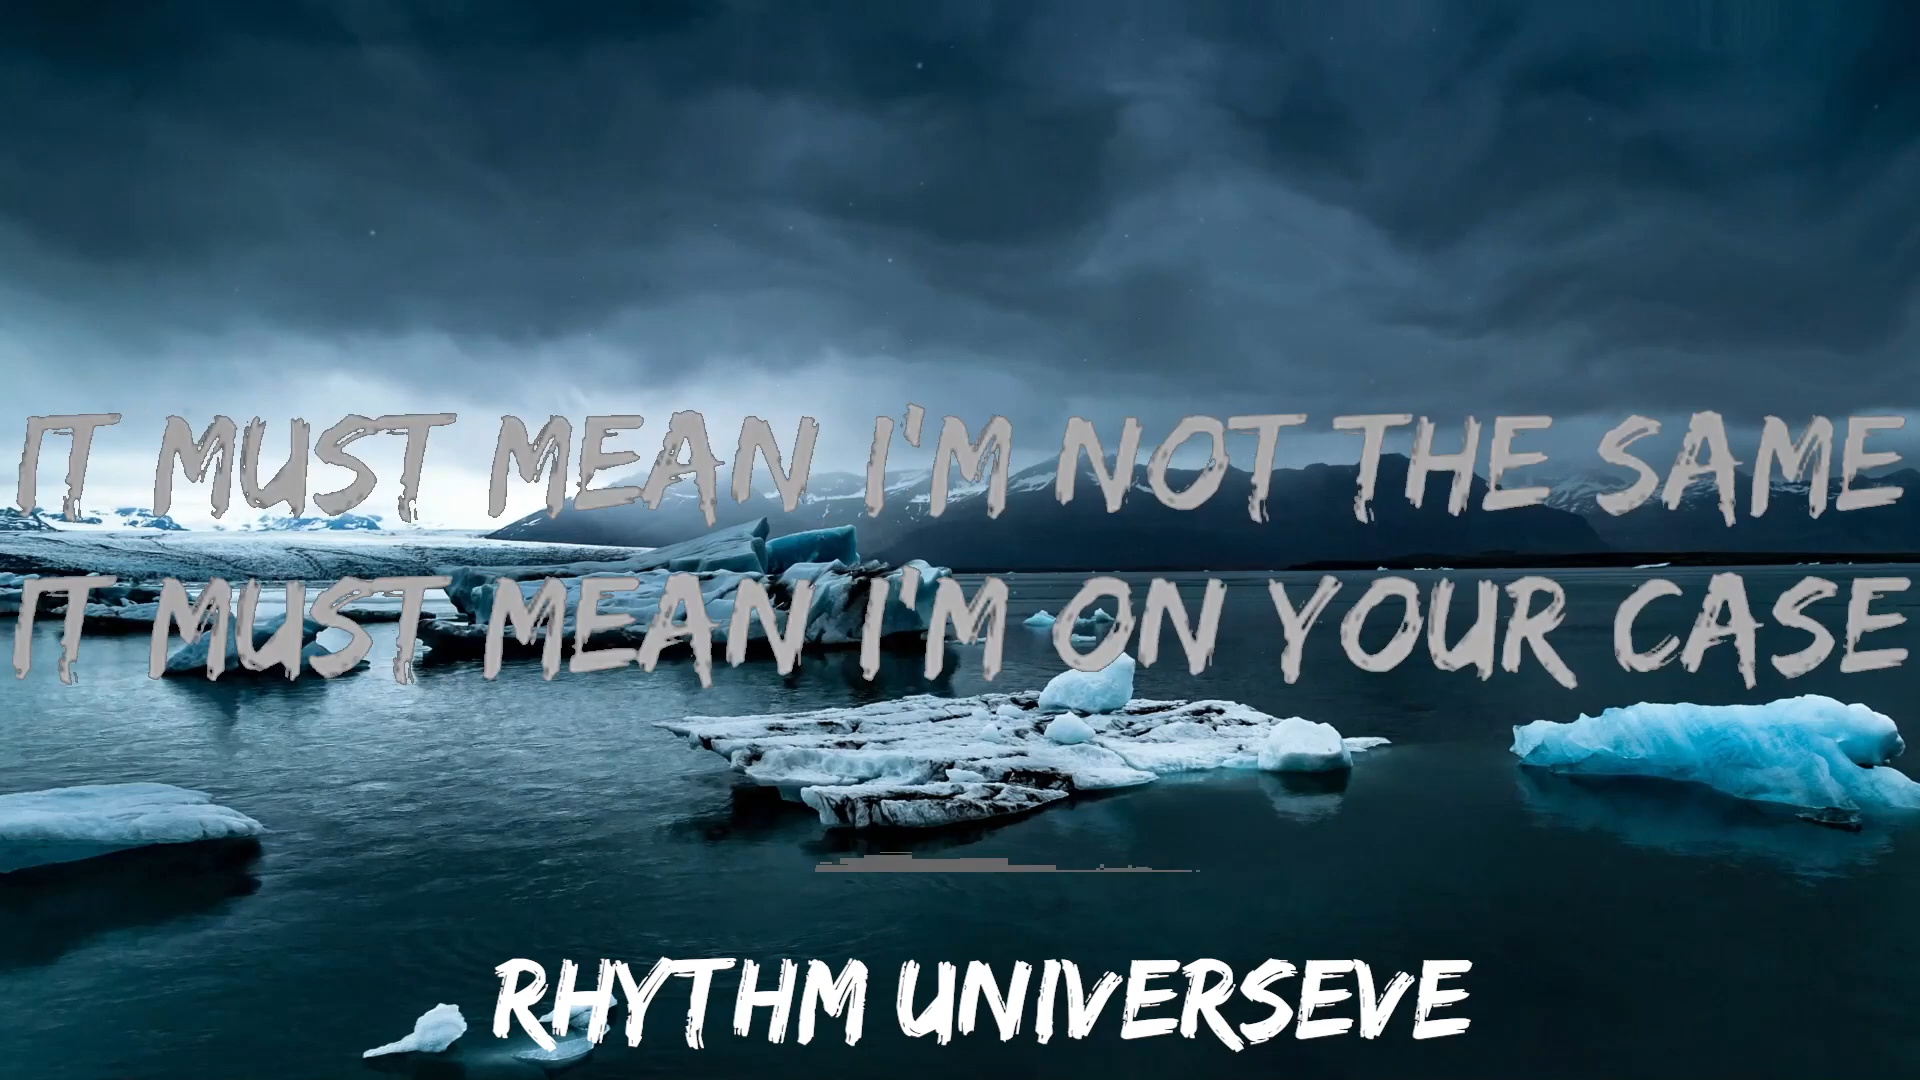 IT MUST MEAN I'M NOT THE SAME
IT MUST MEAN I'M ON YOUR CASE
RHYTHM UNIVERSEVE